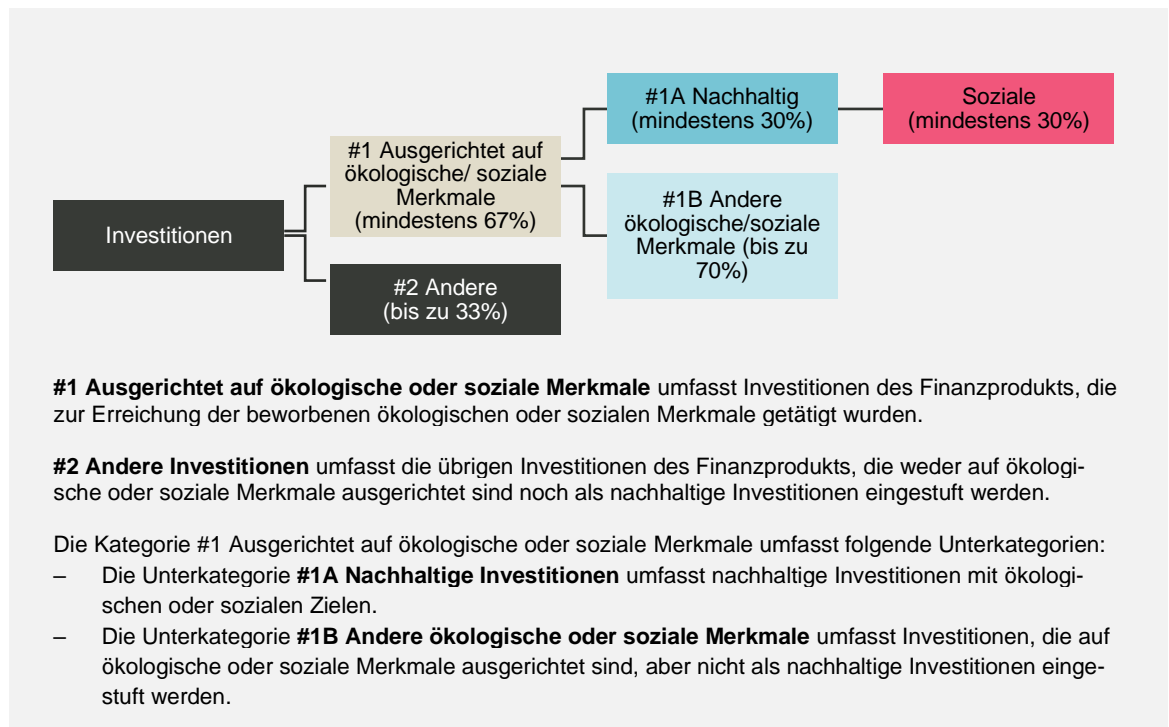 #1A Nachhaltig
(mindestens 30%)
Soziale
(mindestens 30%)
#1 Ausgerichtet auf
ökologische/ soziale
Merkmale
(mindestens 67%)
#1B Andere
ökologische/soziale
Merkmale (bis zu
70%)
Investitionen
#2 Andere
(bis zu 33%)
#1 Ausgerichtet auf ökologische oder soziale Merkmale umfasst Investitionen des Finanzprodukts, die
zur Erreichung der beworbenen ökologischen oder sozialen Merkmale getätigt wurden.
#2 Andere Investitionen umfasst die übrigen Investitionen des Finanzprodukts, die weder auf ökologi-
sche oder soziale Merkmale ausgerichtet sind noch als nachhaltige Investitionen eingestuft werden.
Die Kategorie #1 Ausgerichtet auf ökologische oder soziale Merkmale umfasst folgende Unterkategorien:
– Die Unterkategorie #1A Nachhaltige Investitionen umfasst nachhaltige Investitionen mit ökologi-
schen oder sozialen Zielen.
– Die Unterkategorie #1B Andere ökologische oder soziale Merkmale umfasst Investitionen, die auf
ökologische oder soziale Merkmale ausgerichtet sind, aber nicht als nachhaltige Investitionen einge-
stuft werden.